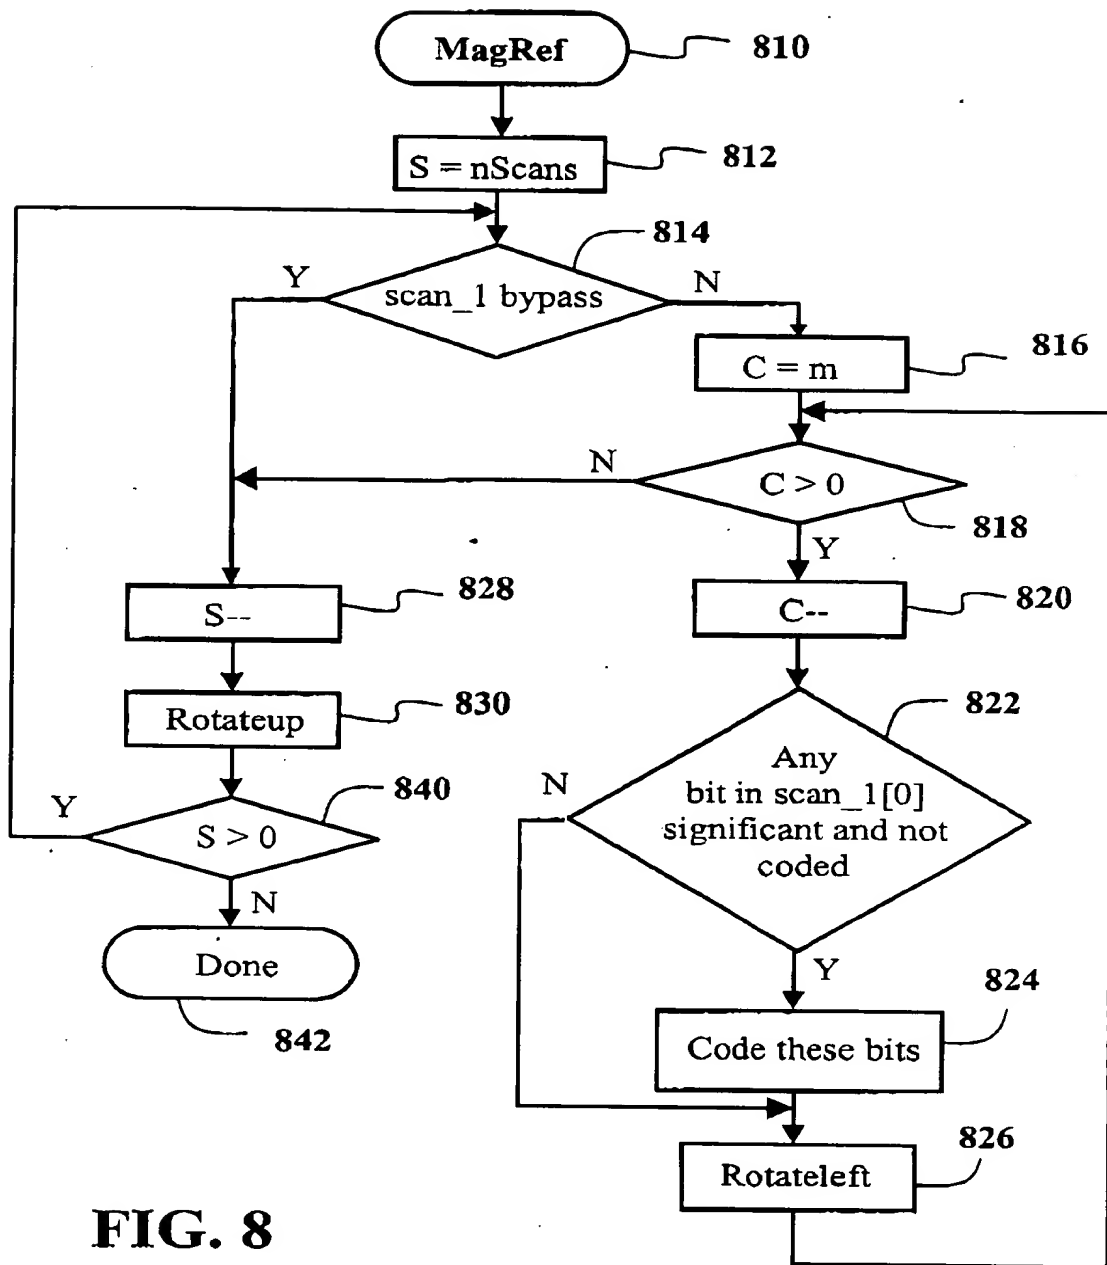 MagRef
810
S = nScans
812
814
Y
scan_1 bypass
N
816
C = m
N
C > 0
818
Y
828
S--
820
C--
Rotateup
830
822
Any
bit in scan_1[0]
significant and not
coded
N
840
Y
S > 0
N
Y
Done
842
824
Code these bits
826
Rotateleft
FIG. 8